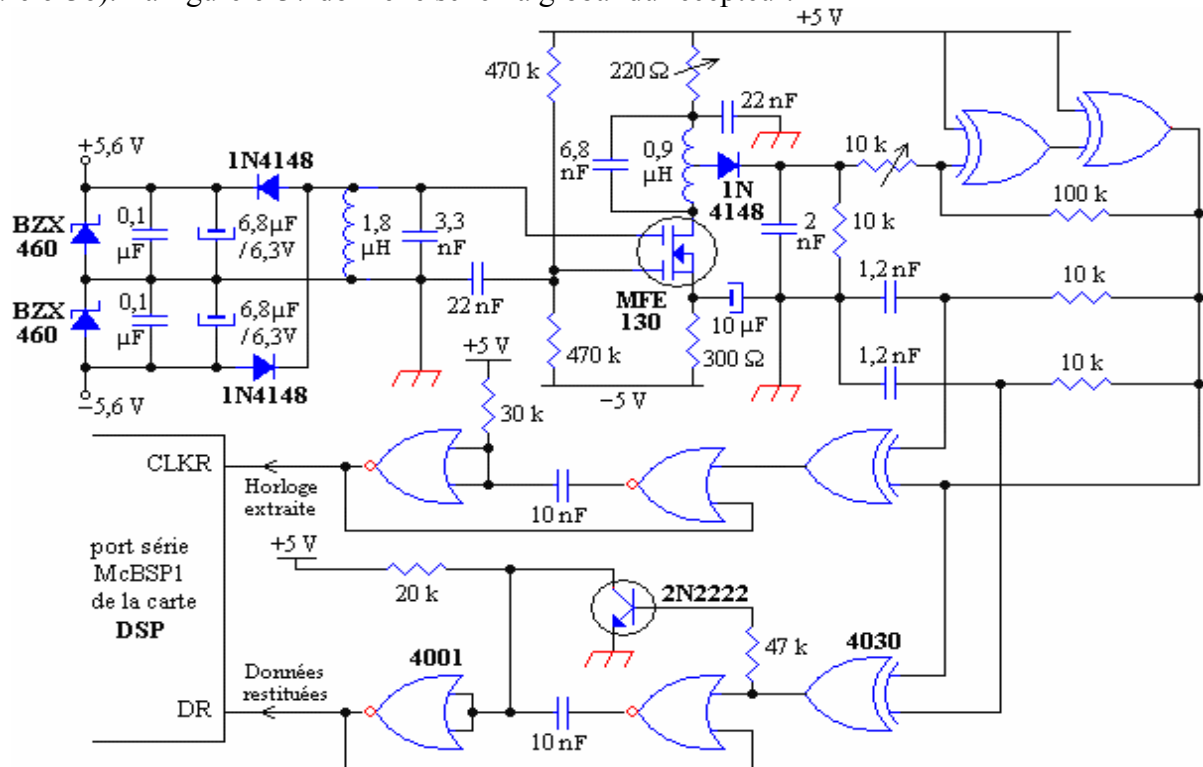 +5 V
470 k
220 Ω
22 nF
+5,6 V
1N4148
6,8
nF
0,9
µH
10 k
1N
4148
100 k
BZX
460
0,1
µF
6,8µF
/6,3V
1,8
µH
3,3
nF
2
nF
10 k
1,2 nF
10 k
22 nF
MFE
130
10 µF
BZX
460
0,1
µF
6,8µF
/6,3V
470 k
300 Ω
1,2 nF
10 k
1N4148
−5,6 V
−5 V
+5 V
30 k
CLKR
Horloge
extraite
10 nF
port série
McBSP1
de la carte
DSP
+5 V
20 k
2N2222
47 k
4030
4001
Données
restituées
DR
10 nF